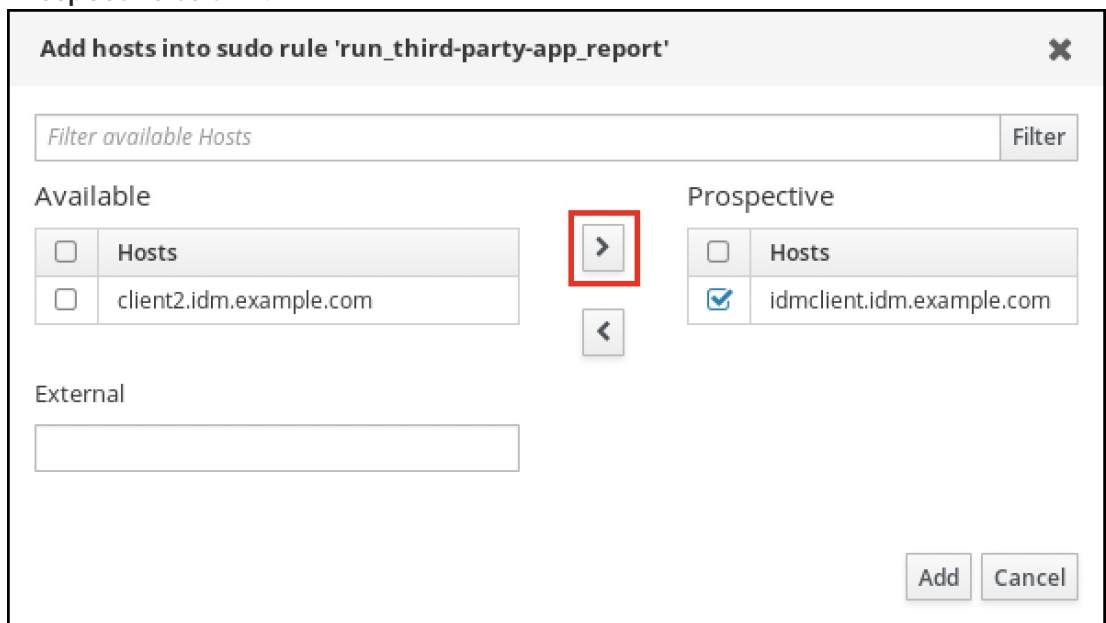 Add hosts into sudo rule 'run_third-party-app_report'
Filter available Hosts
Filter
Available
Hosts
client2.idm.example.com
>
<
Prospective
Hosts
idmclient.idm.example.com
External
Add
Cancel